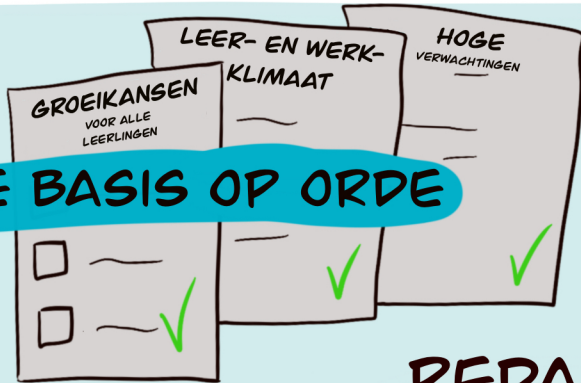 GROEIKANSEN
VOOR ALLE
LEERLINGEN
LEER- EN WERK-
KLIMAAT
HOGE
VERWACHTINGEN
BASIS OP ORDE